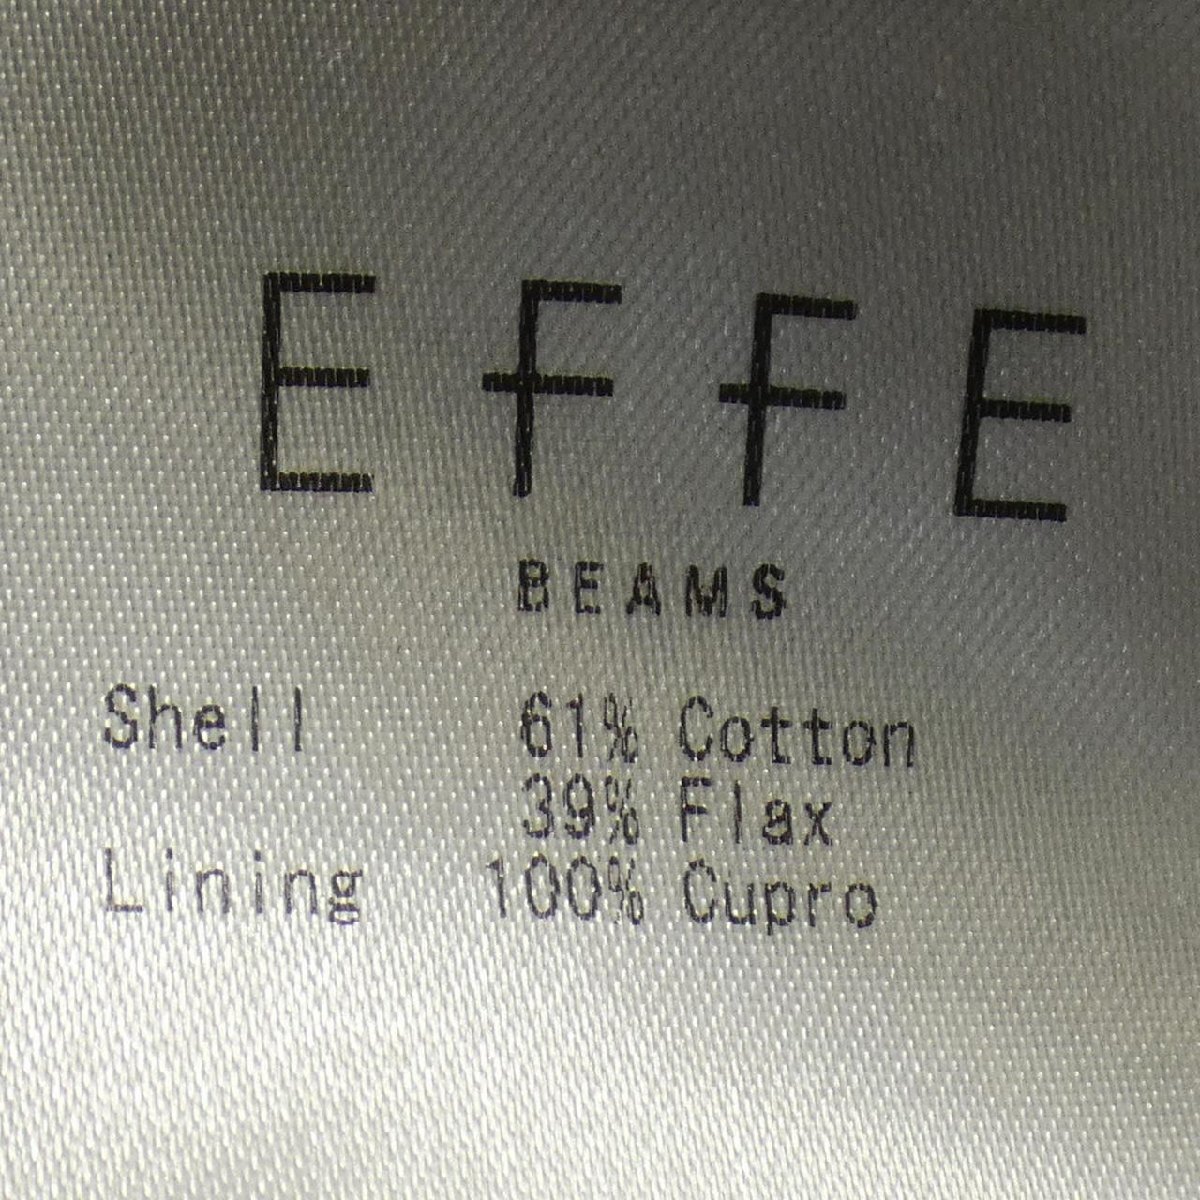 EFFE
BEAMS
Shell 61% Cotton
39% Flax
Lining 100% Cupro